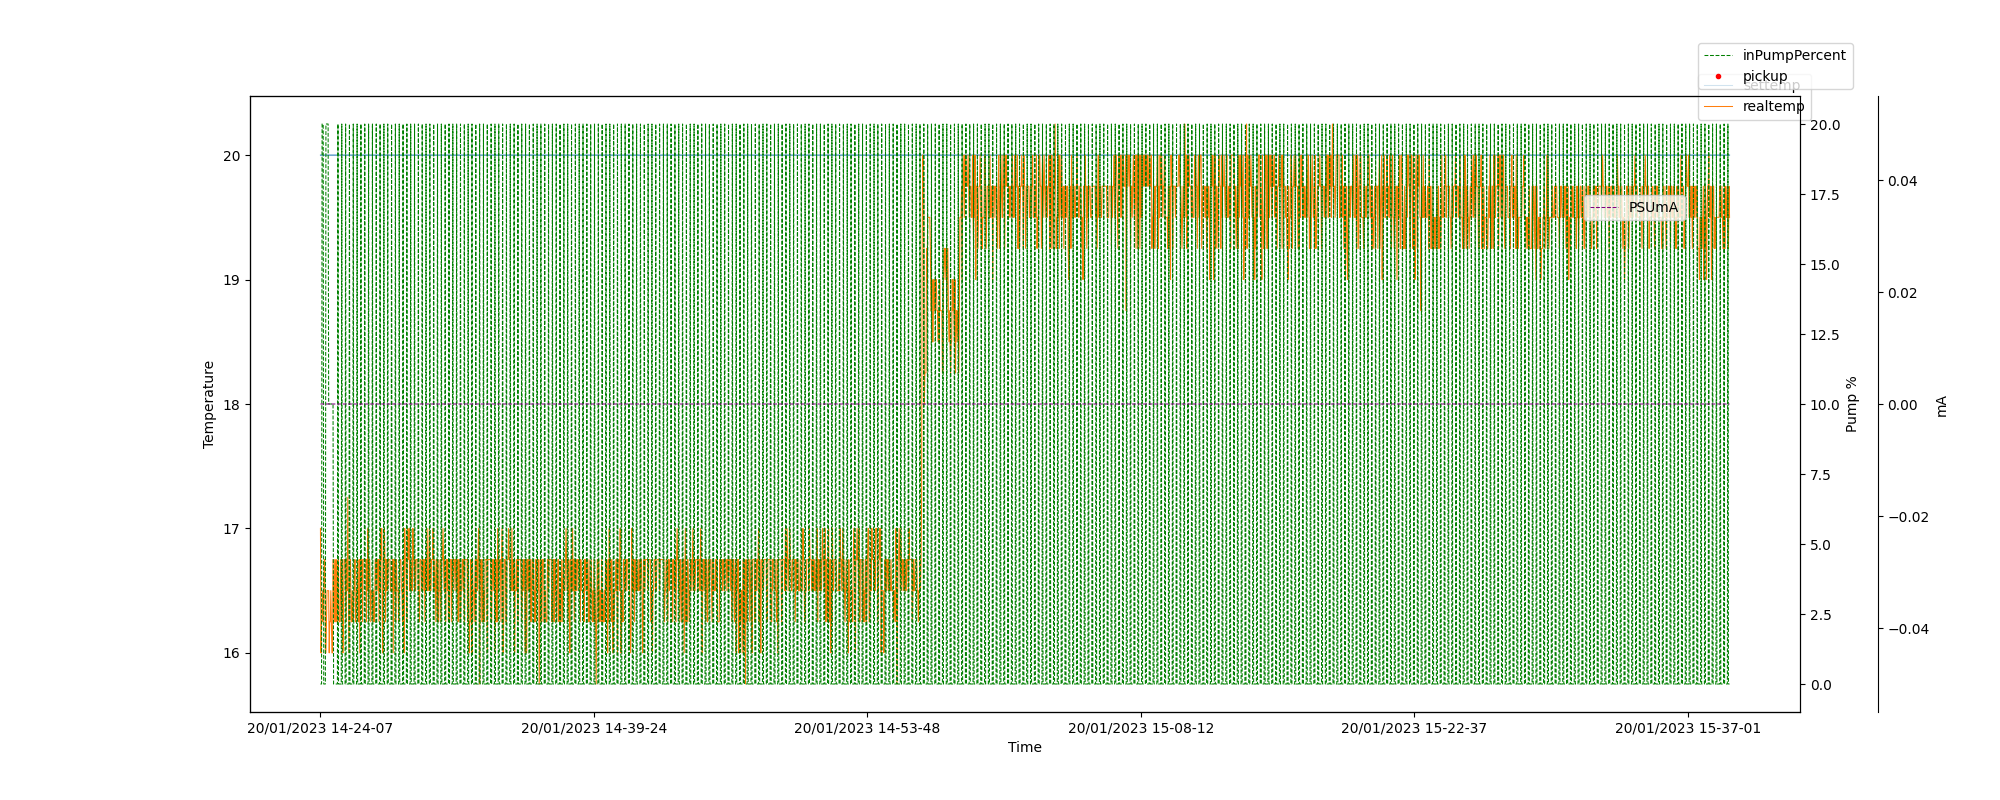 inPumpPercent
pickup
settemp
realtemp
PSUmA
20
19
18
17
16
Temperature
20.0
17.5
15.0
12.5
10.0
7.5
5.0
2.5
0.0
Pump %
0.04
0.02
0.00
−0.02
−0.04
mA
20/01/2023 14-24-07
20/01/2023 14-39-24
20/01/2023 14-53-48
20/01/2023 15-08-12
20/01/2023 15-22-37
20/01/2023 15-37-01
Time